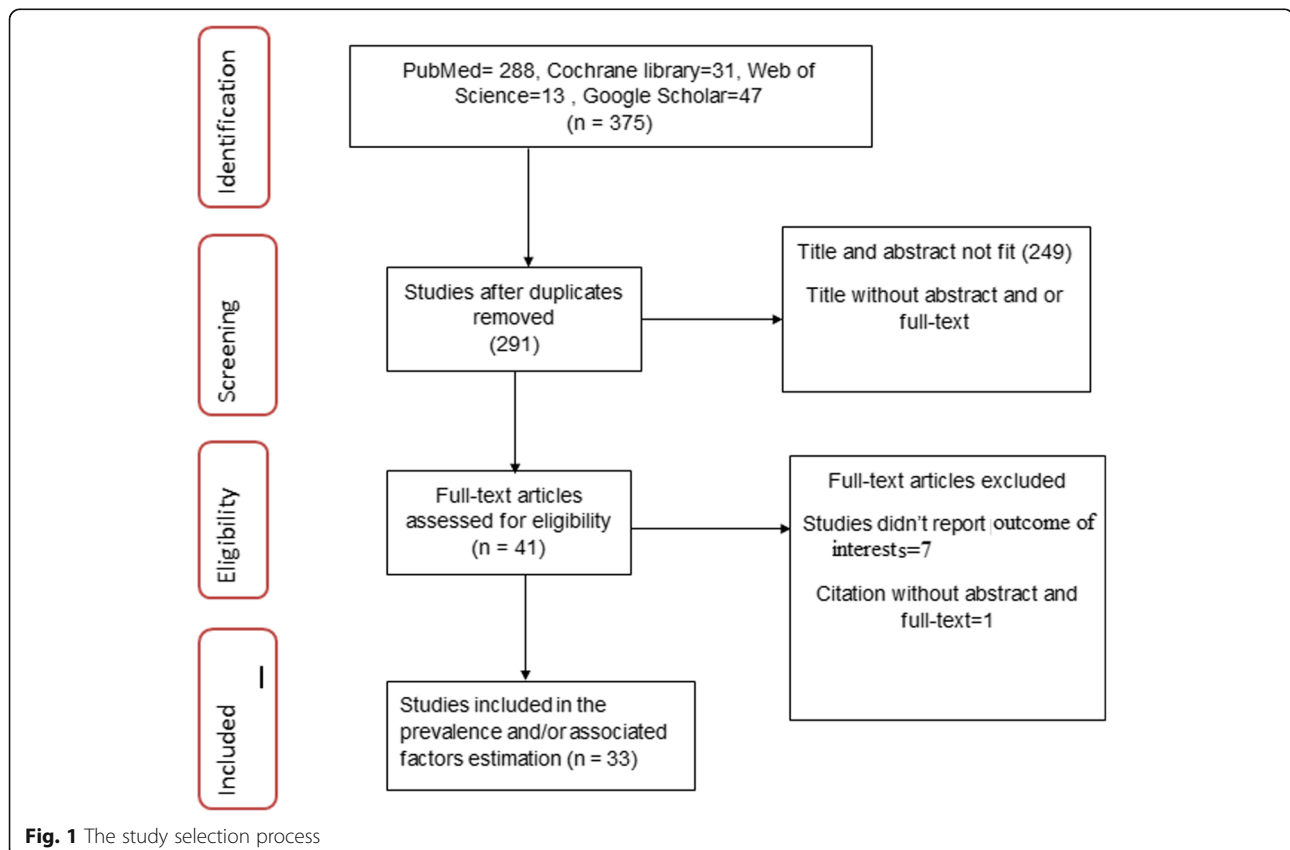 Identification
PubMed= 288, Cochrane library=31, Web of
Science=13 , Google Scholar=47
(n = 375)
Screening
Studies after duplicates
removed
(291)
Title and abstract not fit (249)
Title without abstract and or
full-text
Eligibility
Full-text articles
assessed for eligibility
(n = 41)
Full-text articles excluded
Studies didn't report outcome of
interests=7
Citation without abstract and
full-text=1
Included
Studies included in the
prevalence and/or associated
factors estimation (n = 33)
Fig. 1 The study selection process